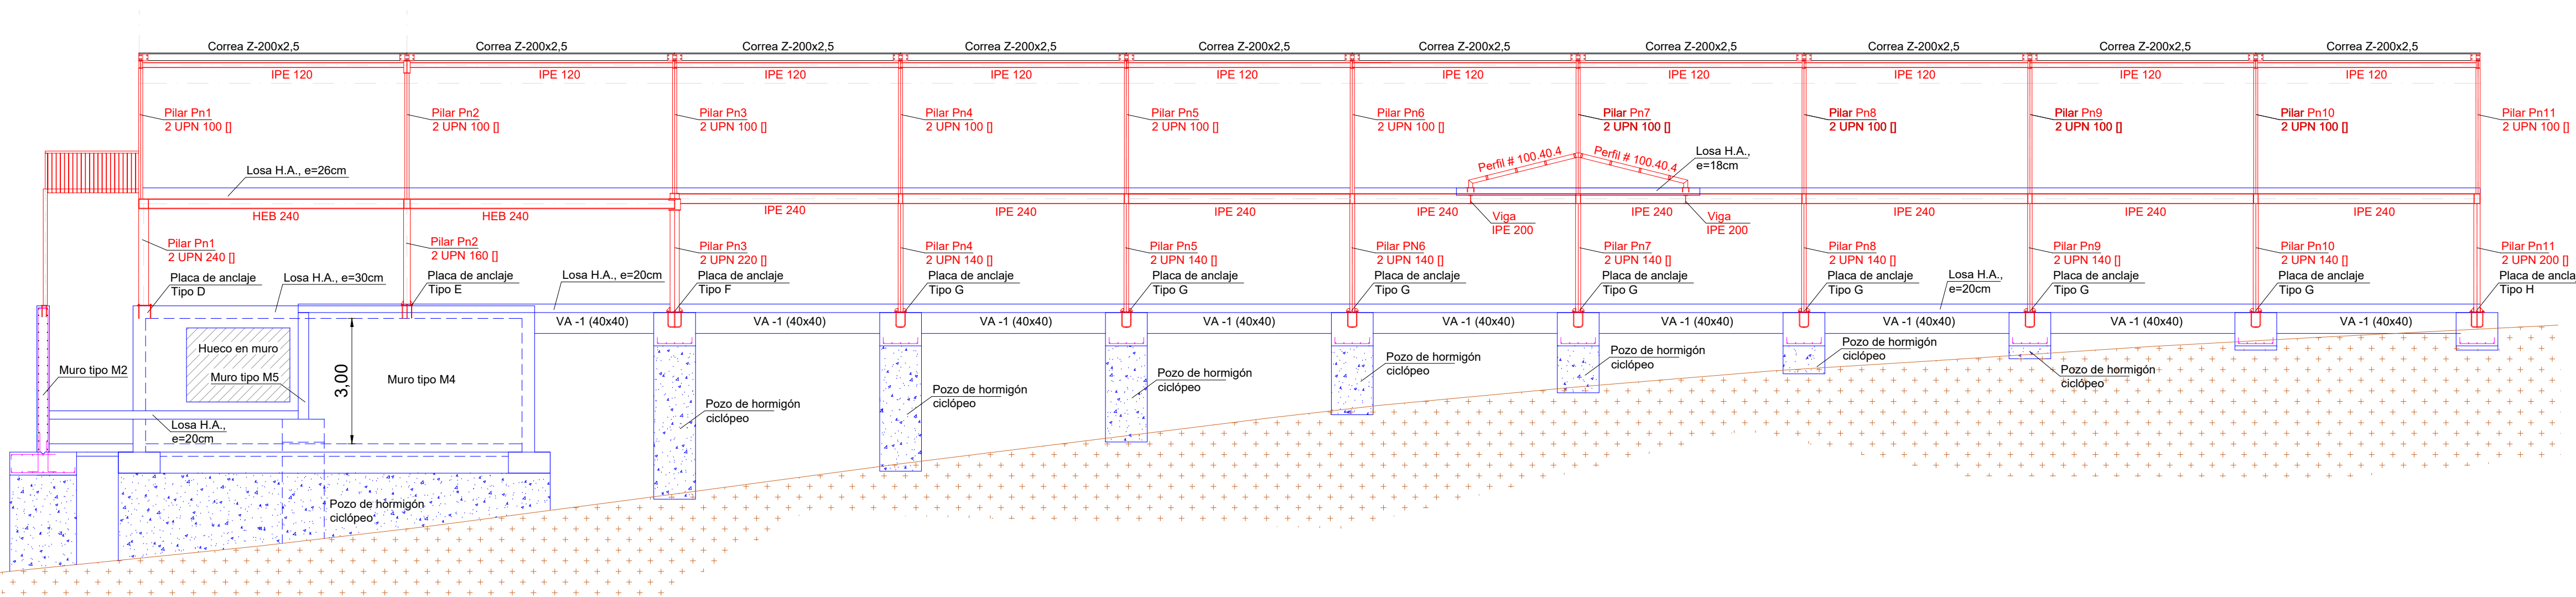 Correa Z-200x2,5
Correa Z-200x2,5
Correa Z-200x2,5
Correa Z-200x2,5
Correa Z-200x2,5
Correa Z-200x2,5
Correa Z-200x2,5
Correa Z-200x2,5
Correa Z-200x2,5
Correa Z-200x2,5
IPE 120
IPE 120
IPE 120
IPE 120
IPE 120
IPE 120
IPE 120
IPE 120
IPE 120
IPE 120
Pilar Pn1
2 UPN 100 []
Pilar Pn2
2 UPN 100 []
Pilar Pn3
2 UPN 100 []
Pilar Pn4
2 UPN 100 []
Pilar Pn5
2 UPN 100 []
Pilar Pn6
2 UPN 100 []
Pilar Pn7
2 UPN 100 []
Pilar Pn8
2 UPN 100 []
Pilar Pn9
2 UPN 100 []
Pilar Pn10
2 UPN 100 []
Pilar Pn11
2 UPN 100 []
Losa H.A., e=26cm
Perfil # 100.40.4
Perfil # 100.40.4
Losa H.A.,
e=18cm
HEB 240
HEB 240
IPE 240
IPE 240
IPE 240
IPE 240
Viga
IPE 200
IPE 240
Viga
IPE 200
IPE 240
IPE 240
IPE 240
Pilar Pn1
2 UPN 240 []
Pilar Pn2
2 UPN 160 []
Pilar Pn3
2 UPN 220 []
Pilar Pn4
2 UPN 140 []
Pilar Pn5
2 UPN 140 []
Pilar PN6
2 UPN 140 []
Pilar Pn7
2 UPN 140 []
Pilar Pn8
2 UPN 140 []
Pilar Pn9
2 UPN 140 []
Pilar Pn10
2 UPN 140 []
Pilar Pn11
2 UPN 200 []
Placa de anclaje
Tipo D
Losa H.A., e=30cm
Placa de anclaje
Tipo E
Losa H.A., e=20cm
Placa de anclaje
Tipo F
Placa de anclaje
Tipo G
Placa de anclaje
Tipo G
Placa de anclaje
Tipo G
Placa de anclaje
Tipo G
Placa de anclaje
Tipo G
Losa H.A.,
e=20cm
Placa de anclaje
Tipo G
Placa de anclaje
Tipo G
Placa de ancla
Tipo H
VA -1 (40x40)
VA -1 (40x40)
VA -1 (40x40)
VA -1 (40x40)
VA -1 (40x40)
VA -1 (40x40)
VA -1 (40x40)
VA -1 (40x40)
VA -1 (40x40)
Hueco en muro
Muro tipo M2
Muro tipo M5
3,00
Muro tipo M4
Losa H.A.,
e=20cm
Pozo de hormigón
ciclópeo
Pozo de hormigón
ciclópeo
Pozo de hormigón
ciclópeo
Pozo de hormigón
ciclópeo
Pozo de hormigón
ciclópeo
Pozo de hormigón
ciclópeo
Pozo de hormigón
ciclópeo
Pozo de hormigón
ciclópeo